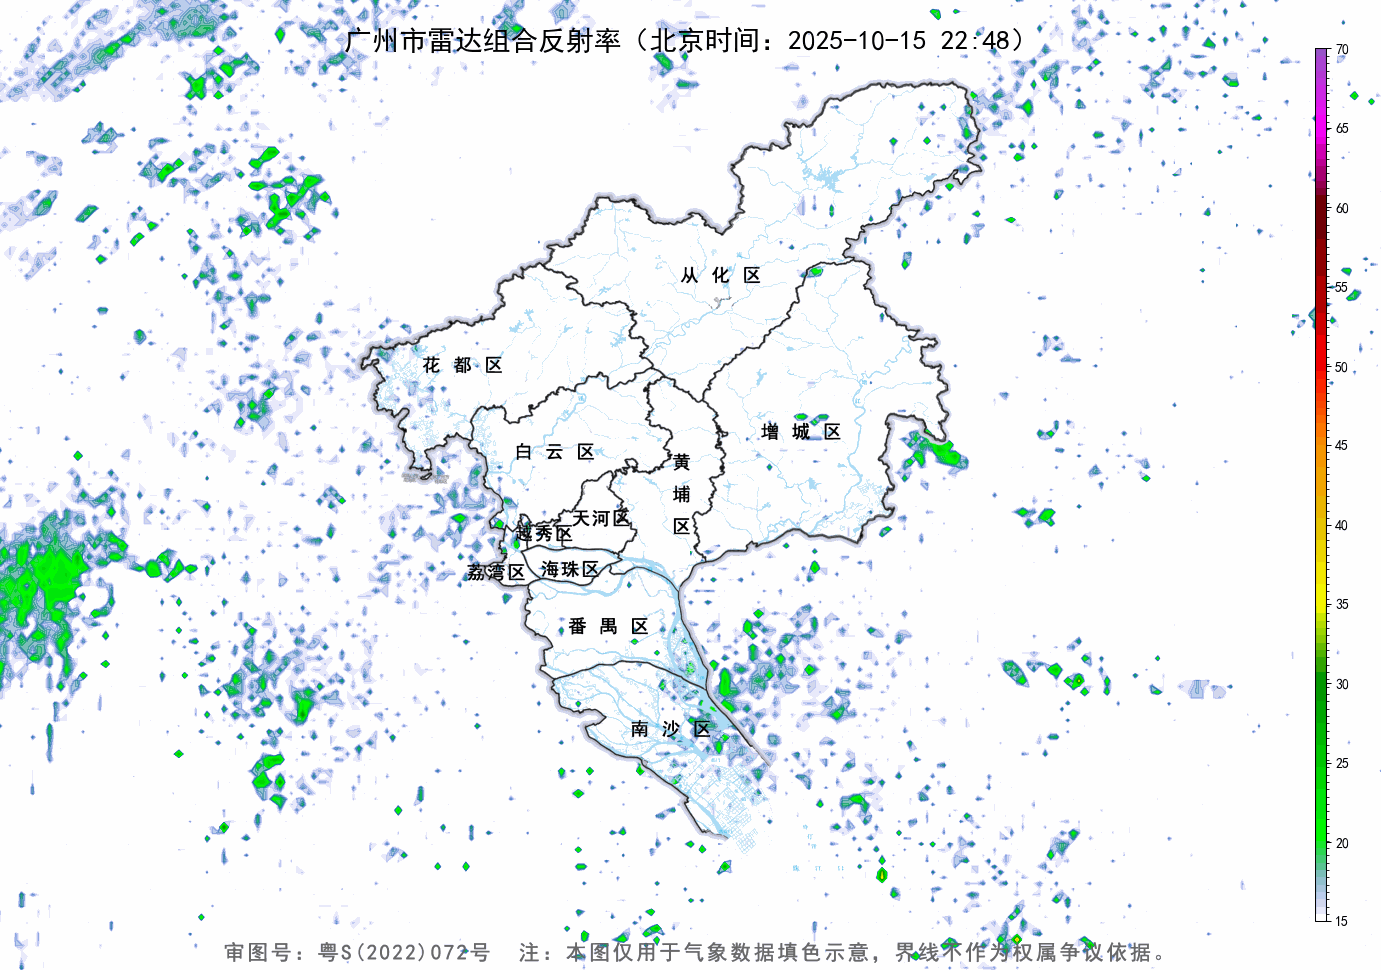 广州市雷达组合反射率（北京时间：2025-10-15 22:48）
70
65
60
55
50
45
40
35
30
25
20
15
从化区
花都区
增城区
白云区
黄埔区
天河区
越秀区
海珠区
荔湾区
番禺区
南沙区
审图号：粤S(2022)072号 注：本图仅用于气象数据填色示意，界线不作为权属争议依据。